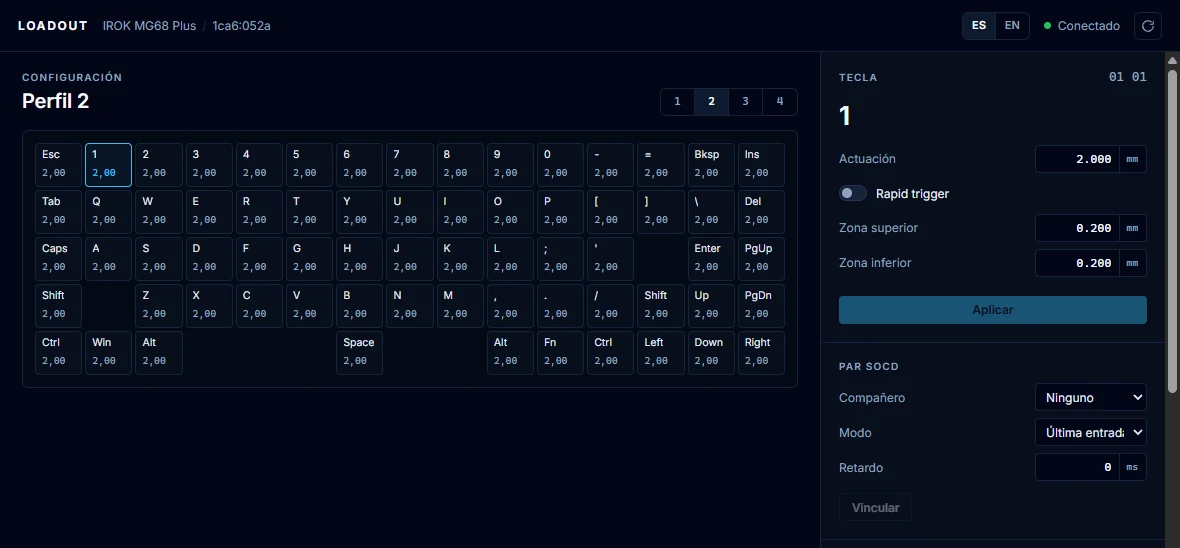 LOADOUT IROK MG68 Plus / 1ca6:052a ES EN Conectado
CONFIGURACIÓN
Perfil 2
1 2 3 4
Esc 1 2 3 4 5 6 7 8 9 0 - = Bksp Ins
2,00 2,00 2,00 2,00 2,00 2,00 2,00 2,00 2,00 2,00 2,00 2,00 2,00 2,00 2,00
Tab Q W E R T Y U I O P [ ] \ Del
2,00 2,00 2,00 2,00 2,00 2,00 2,00 2,00 2,00 2,00 2,00 2,00 2,00 2,00 2,00
Caps A S D F G H J K L ; ' Enter PgUp
2,00 2,00 2,00 2,00 2,00 2,00 2,00 2,00 2,00 2,00 2,00 2,00 2,00 2,00
Shift Z X C V B N M , . / Shift Up PgDn
2,00 2,00 2,00 2,00 2,00 2,00 2,00 2,00 2,00 2,00 2,00 2,00 2,00 2,00
Ctrl Win Alt Space Alt Fn Ctrl Left Down Right
2,00 2,00 2,00 2,00 2,00 2,00 2,00 2,00 2,00 2,00
TECLA 01 01
1
Actuación 2.000 mm
Rapid trigger
Zona superior 0.200 mm
Zona inferior 0.200 mm
Aplicar
PAR SOCD
Compañero Ninguno
Modo Última entrada
Retardo 0 ms
Vincular